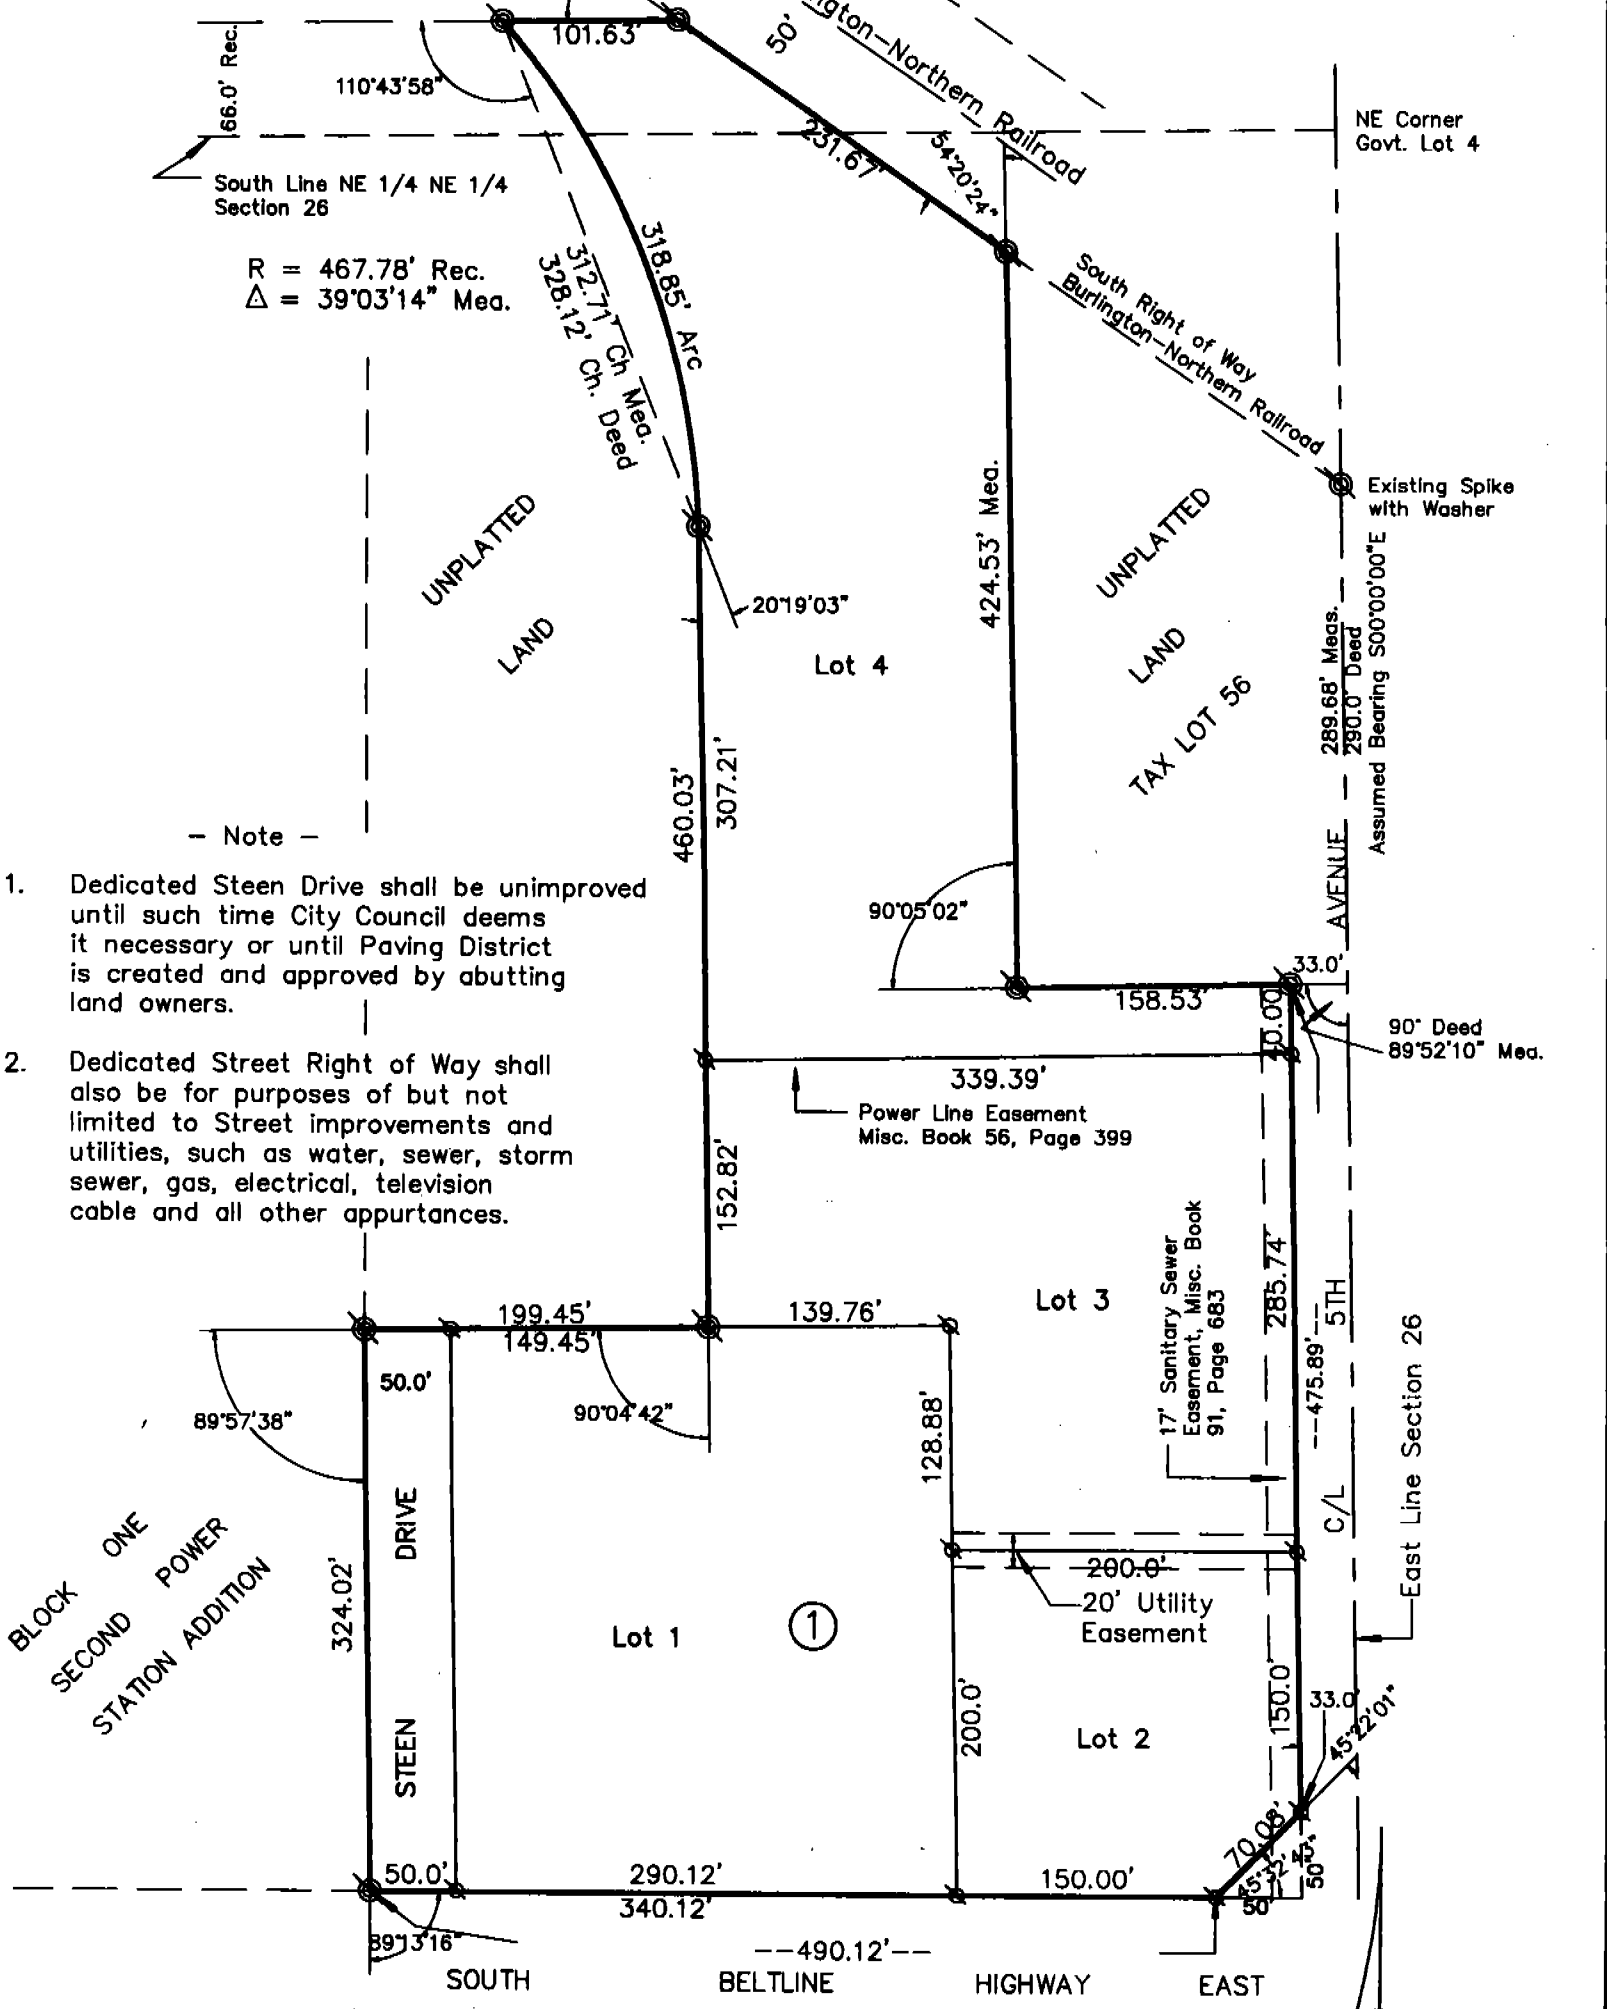 101.63'
50'
ngton-Northern Railroad
66.0' Rec.
110°43'58"
231.67'
54°20'24"
NE Corner
Govt. Lot 4
South Line NE 1/4 NE 1/4
Section 26
R = 467.78' Rec.
Δ = 39°03'14" Mea.
318.85' Arc
312.71' Ch Mea.
328.12' Ch. Deed
South Right of Way
Burlington-Northern Railroad
Existing Spike
with Washer
UNPLATTED
LAND
424.53' Mea.
UNPLATTED
LAND
TAX LOT 56
289.68' Meas.
290.0' Deed
Assumed Bearing S00°00'00"E
20°19'03"
Lot 4
460.03'
307.21'
- Note -
1. Dedicated Steen Drive shall be unimproved
until such time City Council deems
it necessary or until Paving District
is created and approved by abutting
land owners.
2. Dedicated Street Right of Way shall
also be for purposes of but not
limited to Street improvements and
utilities, such as water, sewer, storm
sewer, gas, electrical, television
cable and all other appurtances.
90°05'02"
AVENUE
33.0'
158.53'
40.00'
90° Deed
89°52'10" Mea.
339.39'
Power Line Easement
Misc. Book 56, Page 399
152.82'
17' Sanitary Sewer
Easement, Misc. Book
91, Page 683
285.74'
5TH
--475.89'--
Lot 3
199.45'
149.45'
139.76'
50.0'
89°57'38"
90°04'42"
128.88'
C/L
East Line Section 26
BLOCK ONE
SECOND POWER
STATION ADDITION
324.02'
STEEN DRIVE
Lot 1
1
200.0'
20' Utility
Easement
200.0'
Lot 2
150.0'
33.0'
45°22'01"
70.08'
50'
50'
50.0'
290.12'
340.12'
150.00'
89°13'16"
--490.12'--
SOUTH BELTLINE HIGHWAY EAST